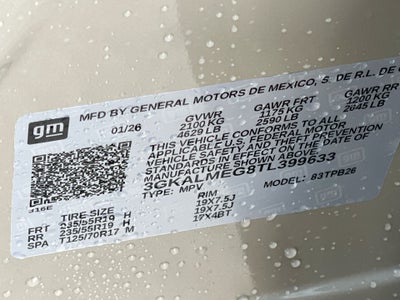 gm
MFD BY GENERAL MOTORS DE MEXICO, S. DE R.L. DE C
01/26
GVWR GAWR FRT GAWR RR
2100 KG 1175 KG 1200 KG
4629 LB 2590 LB 2645 LB
THIS VEHICLE CONFORMS TO ALL
APPLICABLE U.S. FEDERAL MOTOR
VEHICLE SAFETY AND THEFT PREVENTION
STANDARDS IN EFFECT ON THE DATE OF
MANUFACTURE SHOWN ABOVE.
3GKALMEG8TL399633
TYPE: MPV MODEL: 83TPB26
316E
TIRE SIZE RIM
FRT 235/55R19 H 19X7.5J
RR 235/55R19 H 19X7.5J
SPA T125/70R17 M 17X4BT